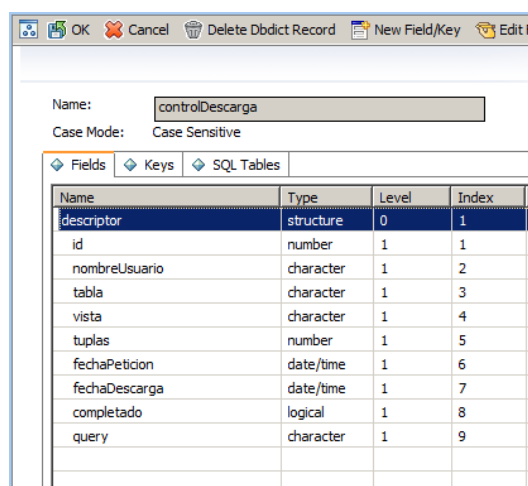 OK Cancel Delete Dbdict Record New Field/Key Edit
Name: controlDescarga
Case Mode: Case Sensitive
Fields Keys SQL Tables
Name Type Level Index
descriptor structure 0 1
id number 1 1
nombreUsuario character 1 2
tabla character 1 3
vista character 1 4
tuplas number 1 5
fechaPeticion date/time 1 6
fechaDescarga date/time 1 7
completado logical 1 8
query character 1 9